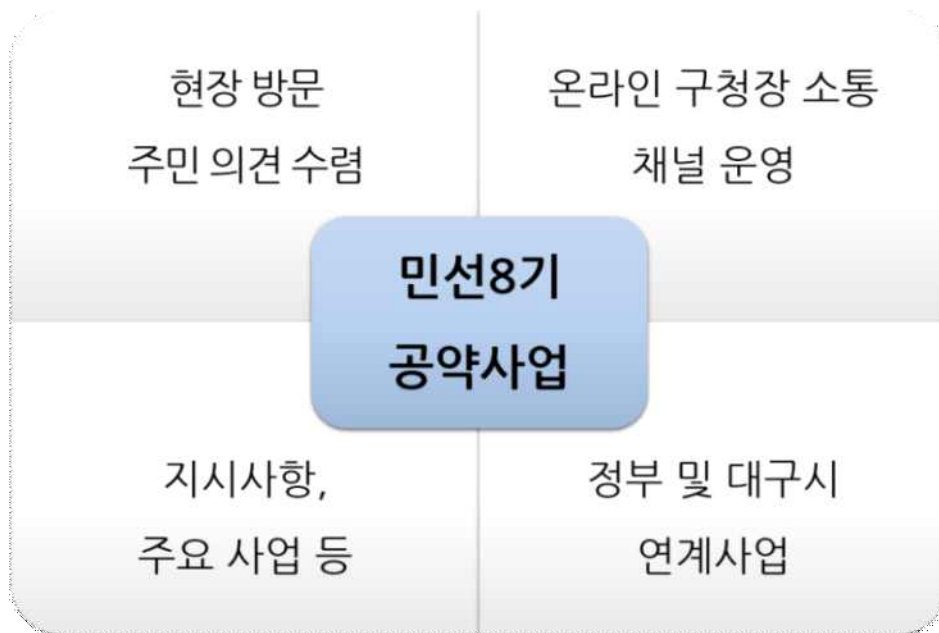 현장 방문
주민 의견 수렴
온라인 구청장 소통
채널 운영
민선8기
공약사업
지시사항,
주요 사업 등
정부 및 대구시
연계사업